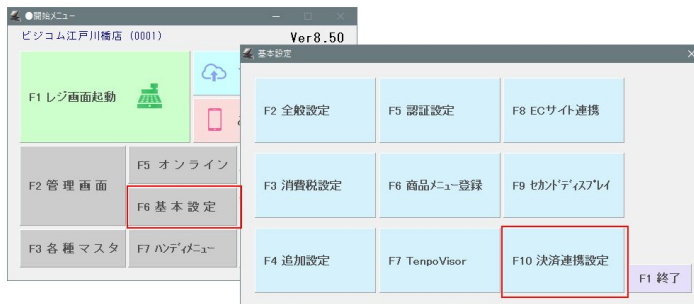 ●開始メニュー
ビジコム江戸川橋店 (0001)
Ver8.50
F1 レジ画面起動
F2 管理画面
F5 オンライン
F6 基本設定
F3 各種マスタ
F7 ハンディメニュー
基本設定
F2 全般設定
F5 認証設定
F8 ECサイト連携
F3 消費税設定
F6 商品メニュー登録
F9 セカンドディスプレイ
F4 追加設定
F7 TenpoVisor
F10 決済連携設定
F1 終了